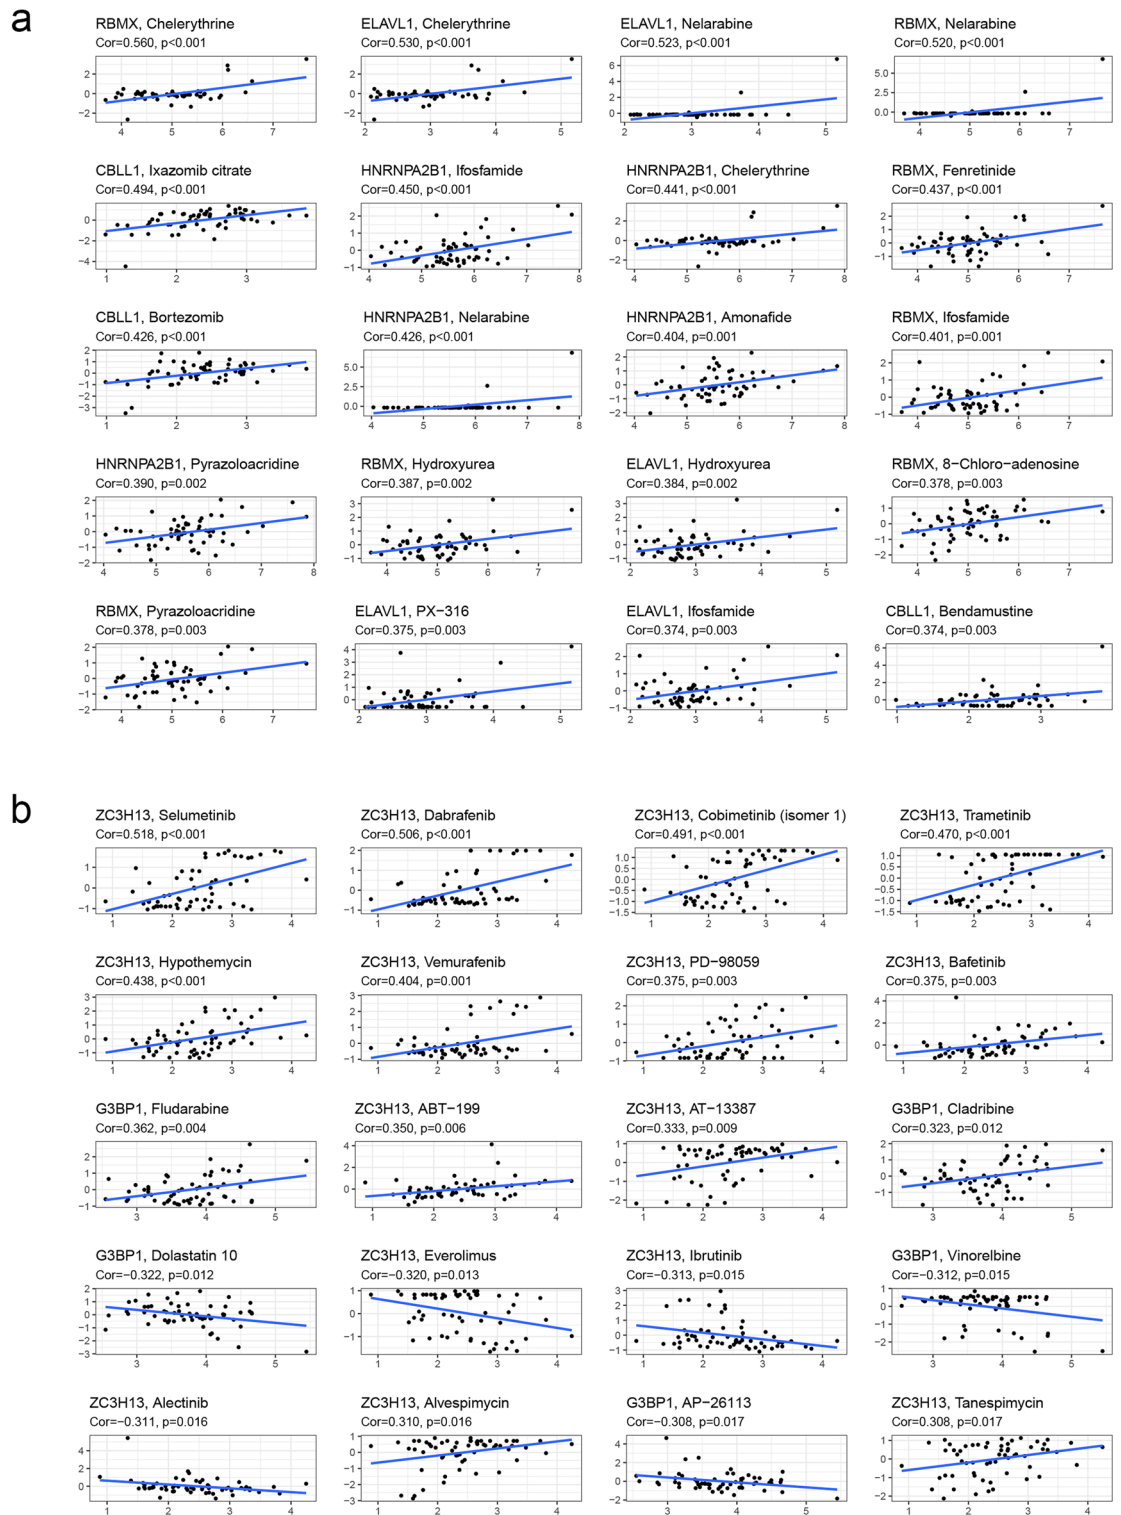 a
RBMX, Chelerythrine
Cor=0.560, p<0.001
ELAVL1, Chelerythrine
Cor=0.530, p<0.001
ELAVL1, Nelarabine
Cor=0.523, p<0.001
RBMX, Nelarabine
Cor=0.520, p<0.001
CBLL1, Ixazomib citrate
Cor=0.494, p<0.001
HNRNPA2B1, Ifosfamide
Cor=0.450, p<0.001
HNRNPA2B1, Chelerythrine
Cor=0.441, p<0.001
RBMX, Fenretinide
Cor=0.437, p<0.001
CBLL1, Bortezomib
Cor=0.426, p<0.001
HNRNPA2B1, Nelarabine
Cor=0.426, p<0.001
HNRNPA2B1, Amonafide
Cor=0.404, p=0.001
RBMX, Ifosfamide
Cor=0.401, p=0.001
HNRNPA2B1, Pyrazoloacridine
Cor=0.390, p=0.002
RBMX, Hydroxyurea
Cor=0.387, p=0.002
ELAVL1, Hydroxyurea
Cor=0.384, p=0.002
RBMX, 8−Chloro−adenosine
Cor=0.378, p=0.003
RBMX, Pyrazoloacridine
Cor=0.378, p=0.003
ELAVL1, PX−316
Cor=0.375, p=0.003
ELAVL1, Ifosfamide
Cor=0.374, p=0.003
CBLL1, Bendamustine
Cor=0.374, p=0.003
b
ZC3H13, Selumetinib
Cor=0.518, p<0.001
ZC3H13, Dabrafenib
Cor=0.506, p<0.001
ZC3H13, Cobimetinib (isomer 1)
Cor=0.491, p<0.001
ZC3H13, Trametinib
Cor=0.470, p<0.001
ZC3H13, Hypothemycin
Cor=0.438, p<0.001
ZC3H13, Vemurafenib
Cor=0.404, p=0.001
ZC3H13, PD−98059
Cor=0.375, p=0.003
ZC3H13, Bafetinib
Cor=0.375, p=0.003
G3BP1, Fludarabine
Cor=0.362, p=0.004
ZC3H13, ABT−199
Cor=0.350, p=0.006
ZC3H13, AT−13387
Cor=0.333, p=0.009
G3BP1, Cladribine
Cor=0.323, p=0.012
G3BP1, Dolastatin 10
Cor=−0.322, p=0.012
ZC3H13, Everolimus
Cor=−0.320, p=0.013
ZC3H13, Ibrutinib
Cor=−0.313, p=0.015
G3BP1, Vinorelbine
Cor=−0.312, p=0.015
ZC3H13, Alectinib
Cor=−0.311, p=0.016
ZC3H13, Alvespimycin
Cor=0.310, p=0.016
G3BP1, AP−26113
Cor=−0.308, p=0.017
ZC3H13, Tanespimycin
Cor=0.308, p=0.017